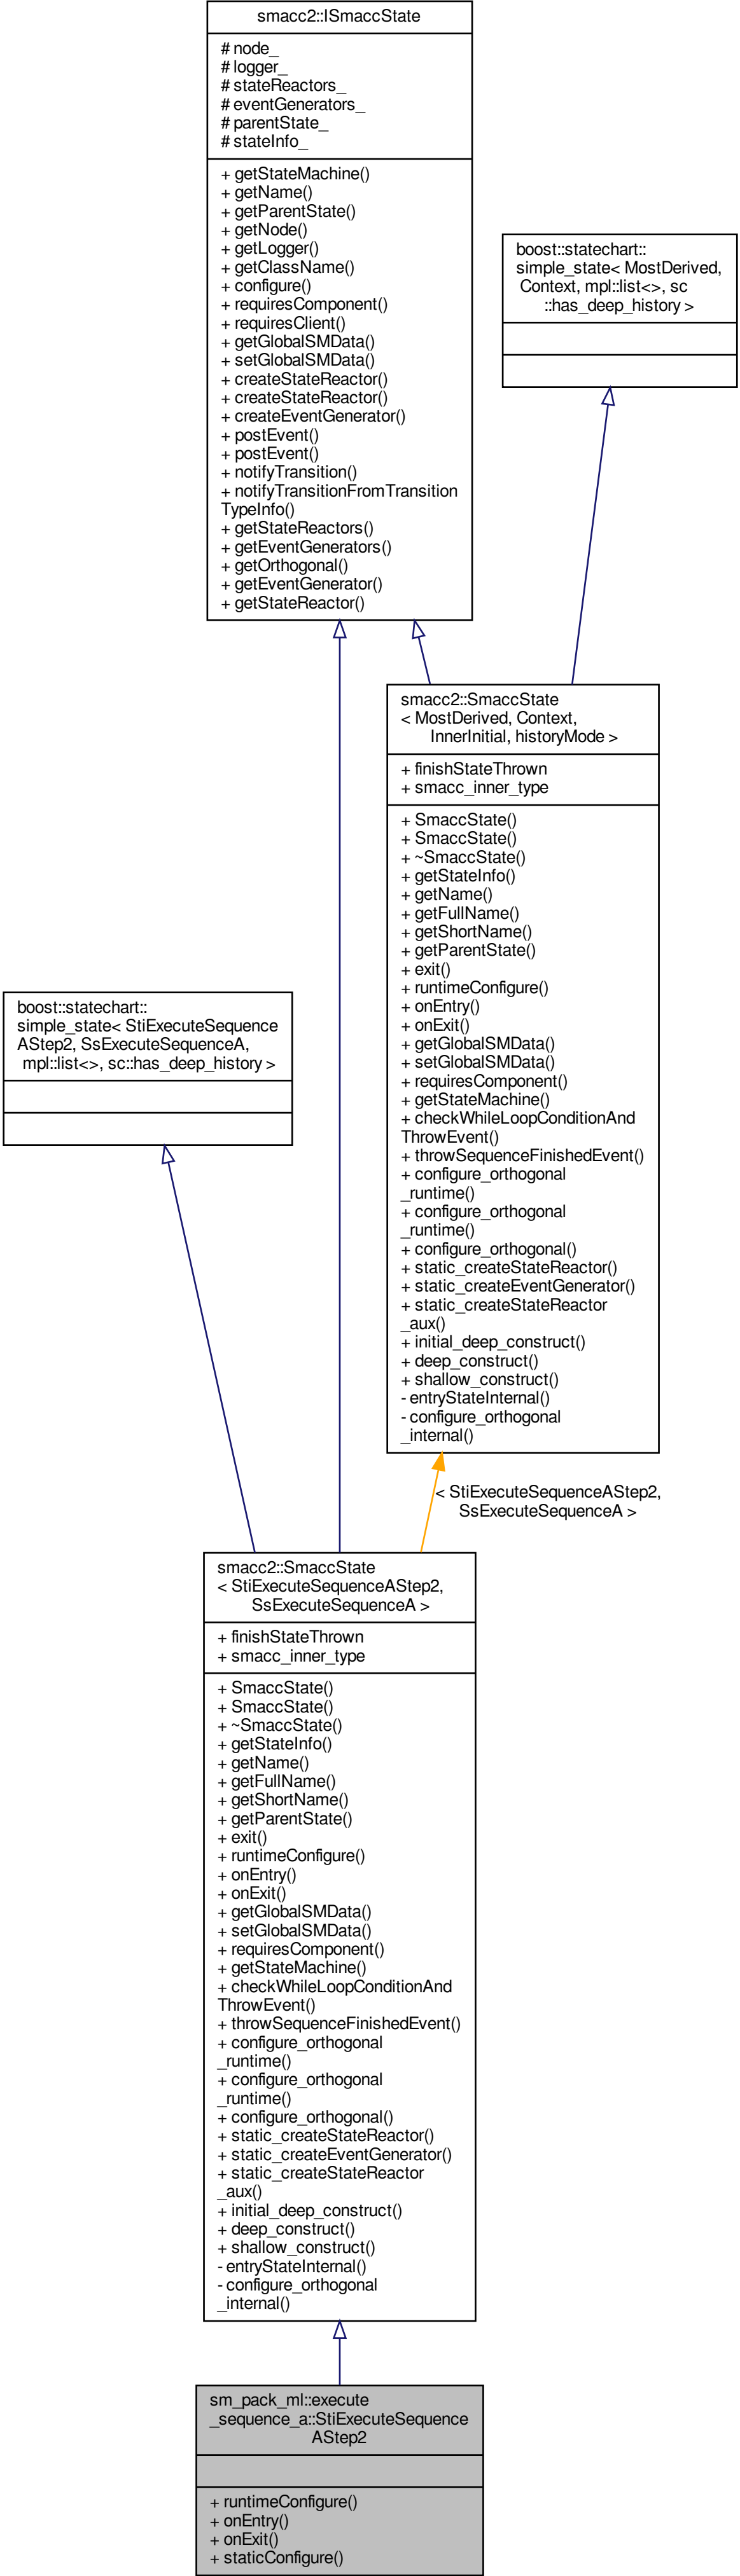 smacc2::ISmaccState
# node_
# logger_
# stateReactors_
# eventGenerators_
# parentState_
# stateInfo_
+ getStateMachine()
+ getName()
+ getParentState()
+ getNode()
+ getLogger()
+ getClassName()
+ configure()
+ requiresComponent()
+ requiresClient()
+ getGlobalSMData()
+ setGlobalSMData()
+ createStateReactor()
+ createStateReactor()
+ createEventGenerator()
+ postEvent()
+ postEvent()
+ notifyTransition()
+ notifyTransitionFromTransition
TypeInfo()
+ getStateReactors()
+ getEventGenerators()
+ getOrthogonal()
+ getEventGenerator()
+ getStateReactor()
boost::statechart::
simple_state< MostDerived,
Context, mpl::list<>, sc
::has_deep_history >
smacc2::SmaccState
< MostDerived, Context,
InnerInitial, historyMode >
+ finishStateThrown
+ smacc_inner_type
+ SmaccState()
+ SmaccState()
+ ~SmaccState()
+ getStateInfo()
+ getName()
+ getFullName()
+ getShortName()
+ getParentState()
+ exit()
+ runtimeConfigure()
+ onEntry()
+ onExit()
+ getGlobalSMData()
+ setGlobalSMData()
+ requiresComponent()
+ getStateMachine()
+ checkWhileLoopConditionAnd
ThrowEvent()
+ throwSequenceFinishedEvent()
+ configure_orthogonal
_runtime()
+ configure_orthogonal
_runtime()
+ configure_orthogonal()
+ static_createStateReactor()
+ static_createEventGenerator()
+ static_createStateReactor
_aux()
+ initial_deep_construct()
+ deep_construct()
+ shallow_construct()
- entryStateInternal()
- configure_orthogonal
_internal()
boost::statechart::
simple_state< StiExecuteSequence
AStep2, SsExecuteSequenceA,
mpl::list<>, sc::has_deep_history >
< StiExecuteSequenceAStep2,
SsExecuteSequenceA >
smacc2::SmaccState
< StiExecuteSequenceAStep2,
SsExecuteSequenceA >
+ finishStateThrown
+ smacc_inner_type
+ SmaccState()
+ SmaccState()
+ ~SmaccState()
+ getStateInfo()
+ getName()
+ getFullName()
+ getShortName()
+ getParentState()
+ exit()
+ runtimeConfigure()
+ onEntry()
+ onExit()
+ getGlobalSMData()
+ setGlobalSMData()
+ requiresComponent()
+ getStateMachine()
+ checkWhileLoopConditionAnd
ThrowEvent()
+ throwSequenceFinishedEvent()
+ configure_orthogonal
_runtime()
+ configure_orthogonal
_runtime()
+ configure_orthogonal()
+ static_createStateReactor()
+ static_createEventGenerator()
+ static_createStateReactor
_aux()
+ initial_deep_construct()
+ deep_construct()
+ shallow_construct()
- entryStateInternal()
- configure_orthogonal
_internal()
sm_pack_ml::execute
_sequence_a::StiExecuteSequence
AStep2
+ runtimeConfigure()
+ onEntry()
+ onExit()
+ staticConfigure()